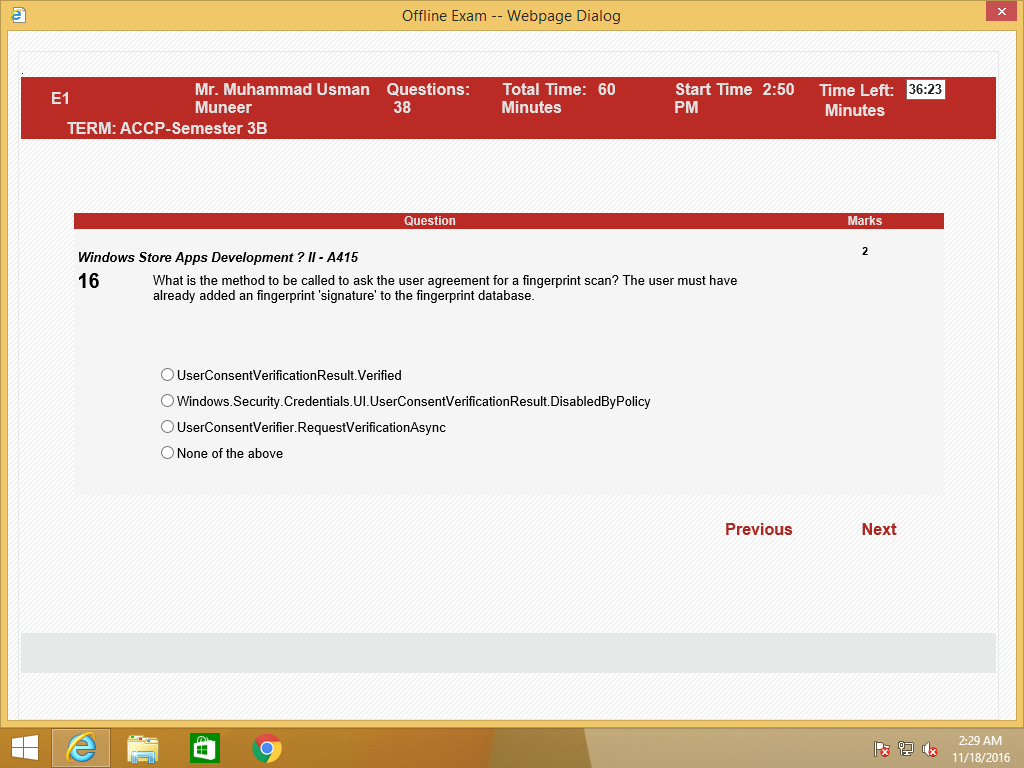 Offline Exam -- Webpage Dialog
E1
Mr. Muhammad Usman Muneer
Questions: 38
Total Time: 60 Minutes
Start Time 2:50 PM
Time Left: 36:23 Minutes
TERM: ACCP-Semester 3B
Question Marks
Windows Store Apps Development ? II - A415
2
16 What is the method to be called to ask the user agreement for a fingerprint scan? The user must have
already added an fingerprint 'signature' to the fingerprint database.
UserConsentVerificationResult.Verified
Windows.Security.Credentials.UI.UserConsentVerificationResult.DisabledByPolicy
UserConsentVerifier.RequestVerificationAsync
None of the above
Previous Next
2:29 AM
11/18/2016